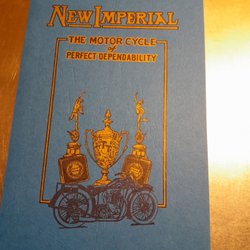 NEW IMPERIAL
THE MOTOR CYCLE
OF
PERFECT DEPENDABILITY